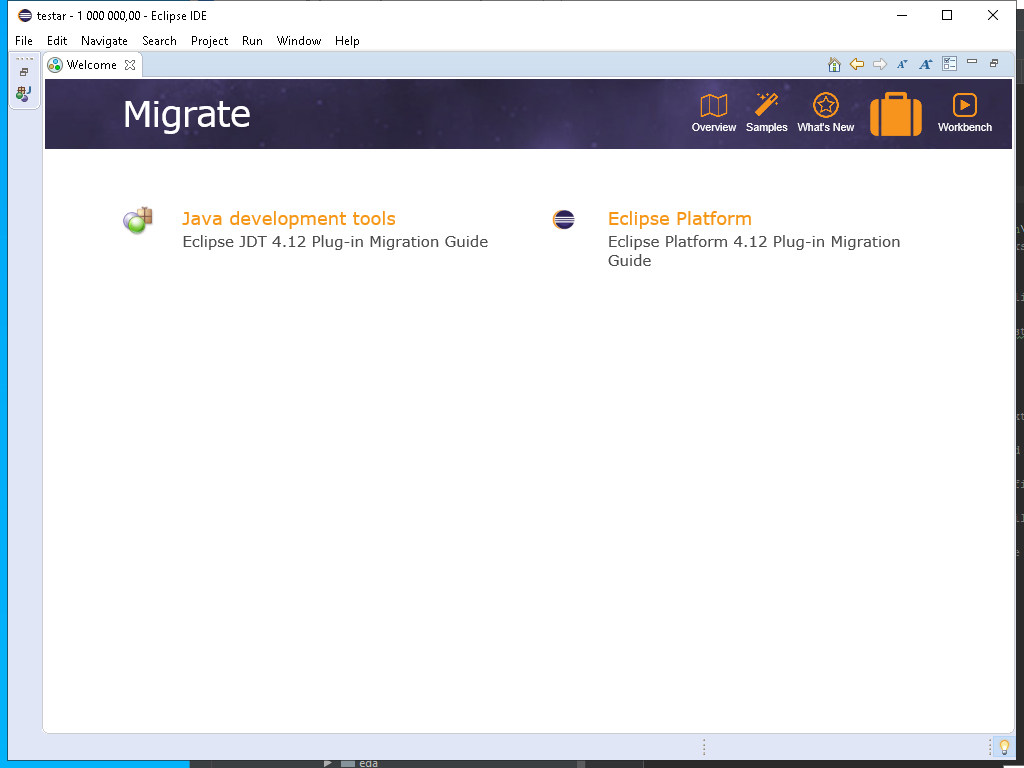 testar - 1 000 000,00 - Eclipse IDE
File Edit Navigate Search Project Run Window Help
Welcome
Migrate
Overview Samples What's New Workbench
Java development tools
Eclipse JDT 4.12 Plug-in Migration Guide
Eclipse Platform
Eclipse Platform 4.12 Plug-in Migration
Guide
eda